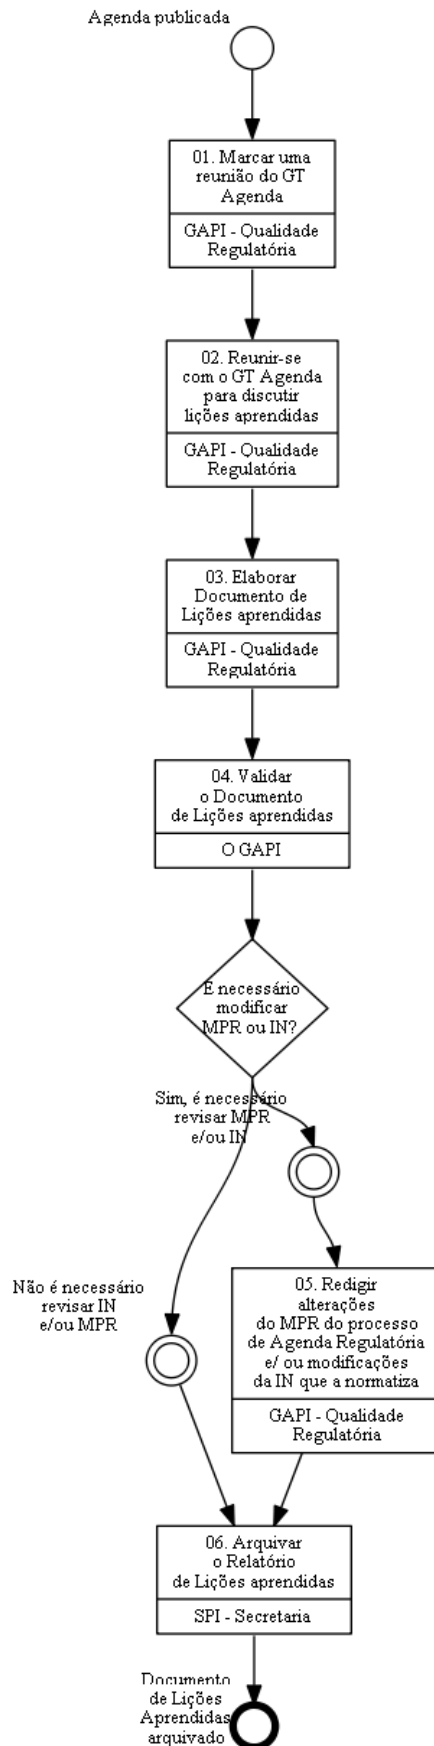 Agenda publicada
01. Marcar uma
reunião do GT
Agenda
GAPI - Qualidade
Regulatória
02. Reunir-se
com o GT Agenda
para discutir
lições aprendidas
GAPI - Qualidade
Regulatória
03. Elaborar
Documento de
Lições aprendidas
GAPI - Qualidade
Regulatória
04. Validar
o Documento
de Lições aprendidas
O GAPI
É necessário
modificar
MPR ou IN?
Sim, é necessário
revisar MPR
e/ou IN
Não é necessário
revisar IN
e/ou MPR
05. Redigir
alterações
do MPR do processo
de Agenda Regulatória
e/ ou modificações
da IN que a normatiza
GAPI - Qualidade
Regulatória
06. Arquivar
o Relatório
de Lições aprendidas
SPI - Secretaria
Documento
de Lições
Aprendidas
arquivado